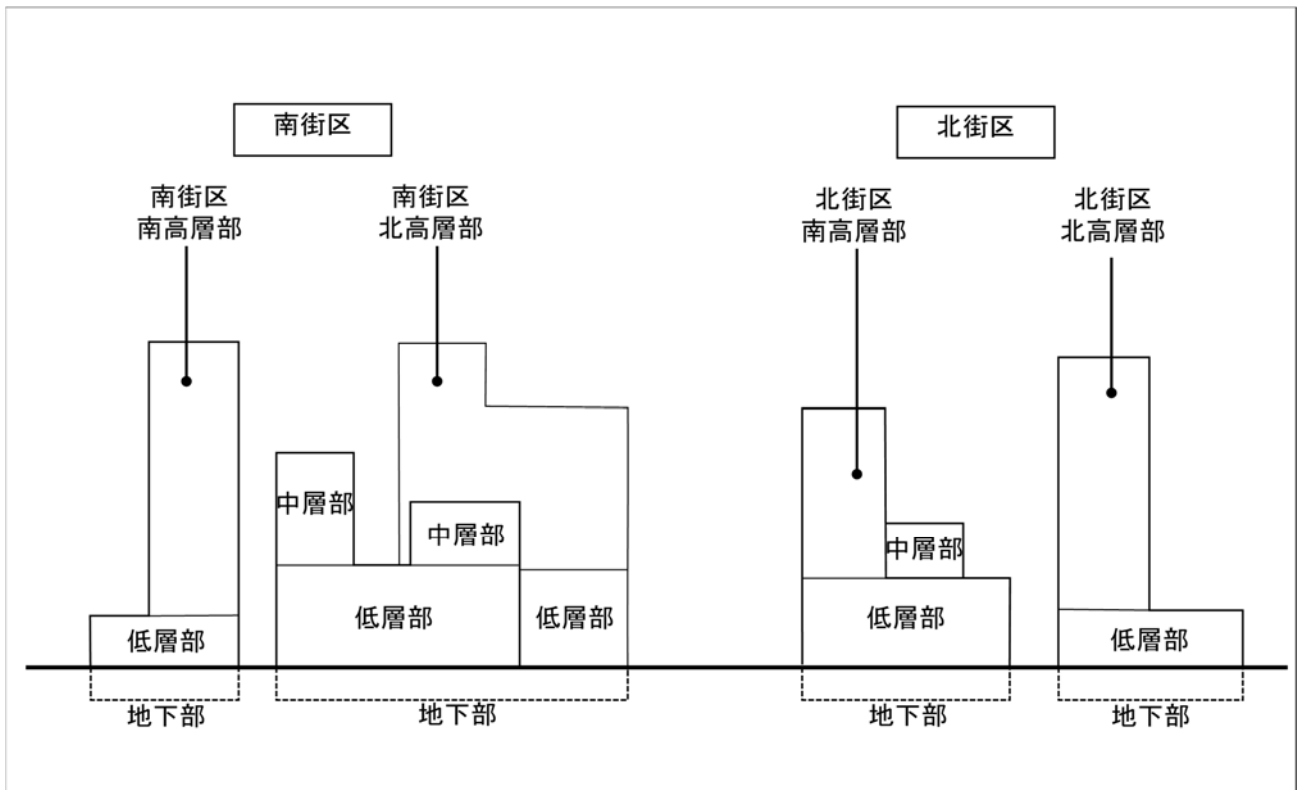 南街区
北街区
南街区
南高層部
南街区
北高層部
北街区
南高層部
北街区
北高層部
中層部
中層部
中層部
低層部
低層部
低層部
低層部
低層部
地下部
地下部
地下部
地下部